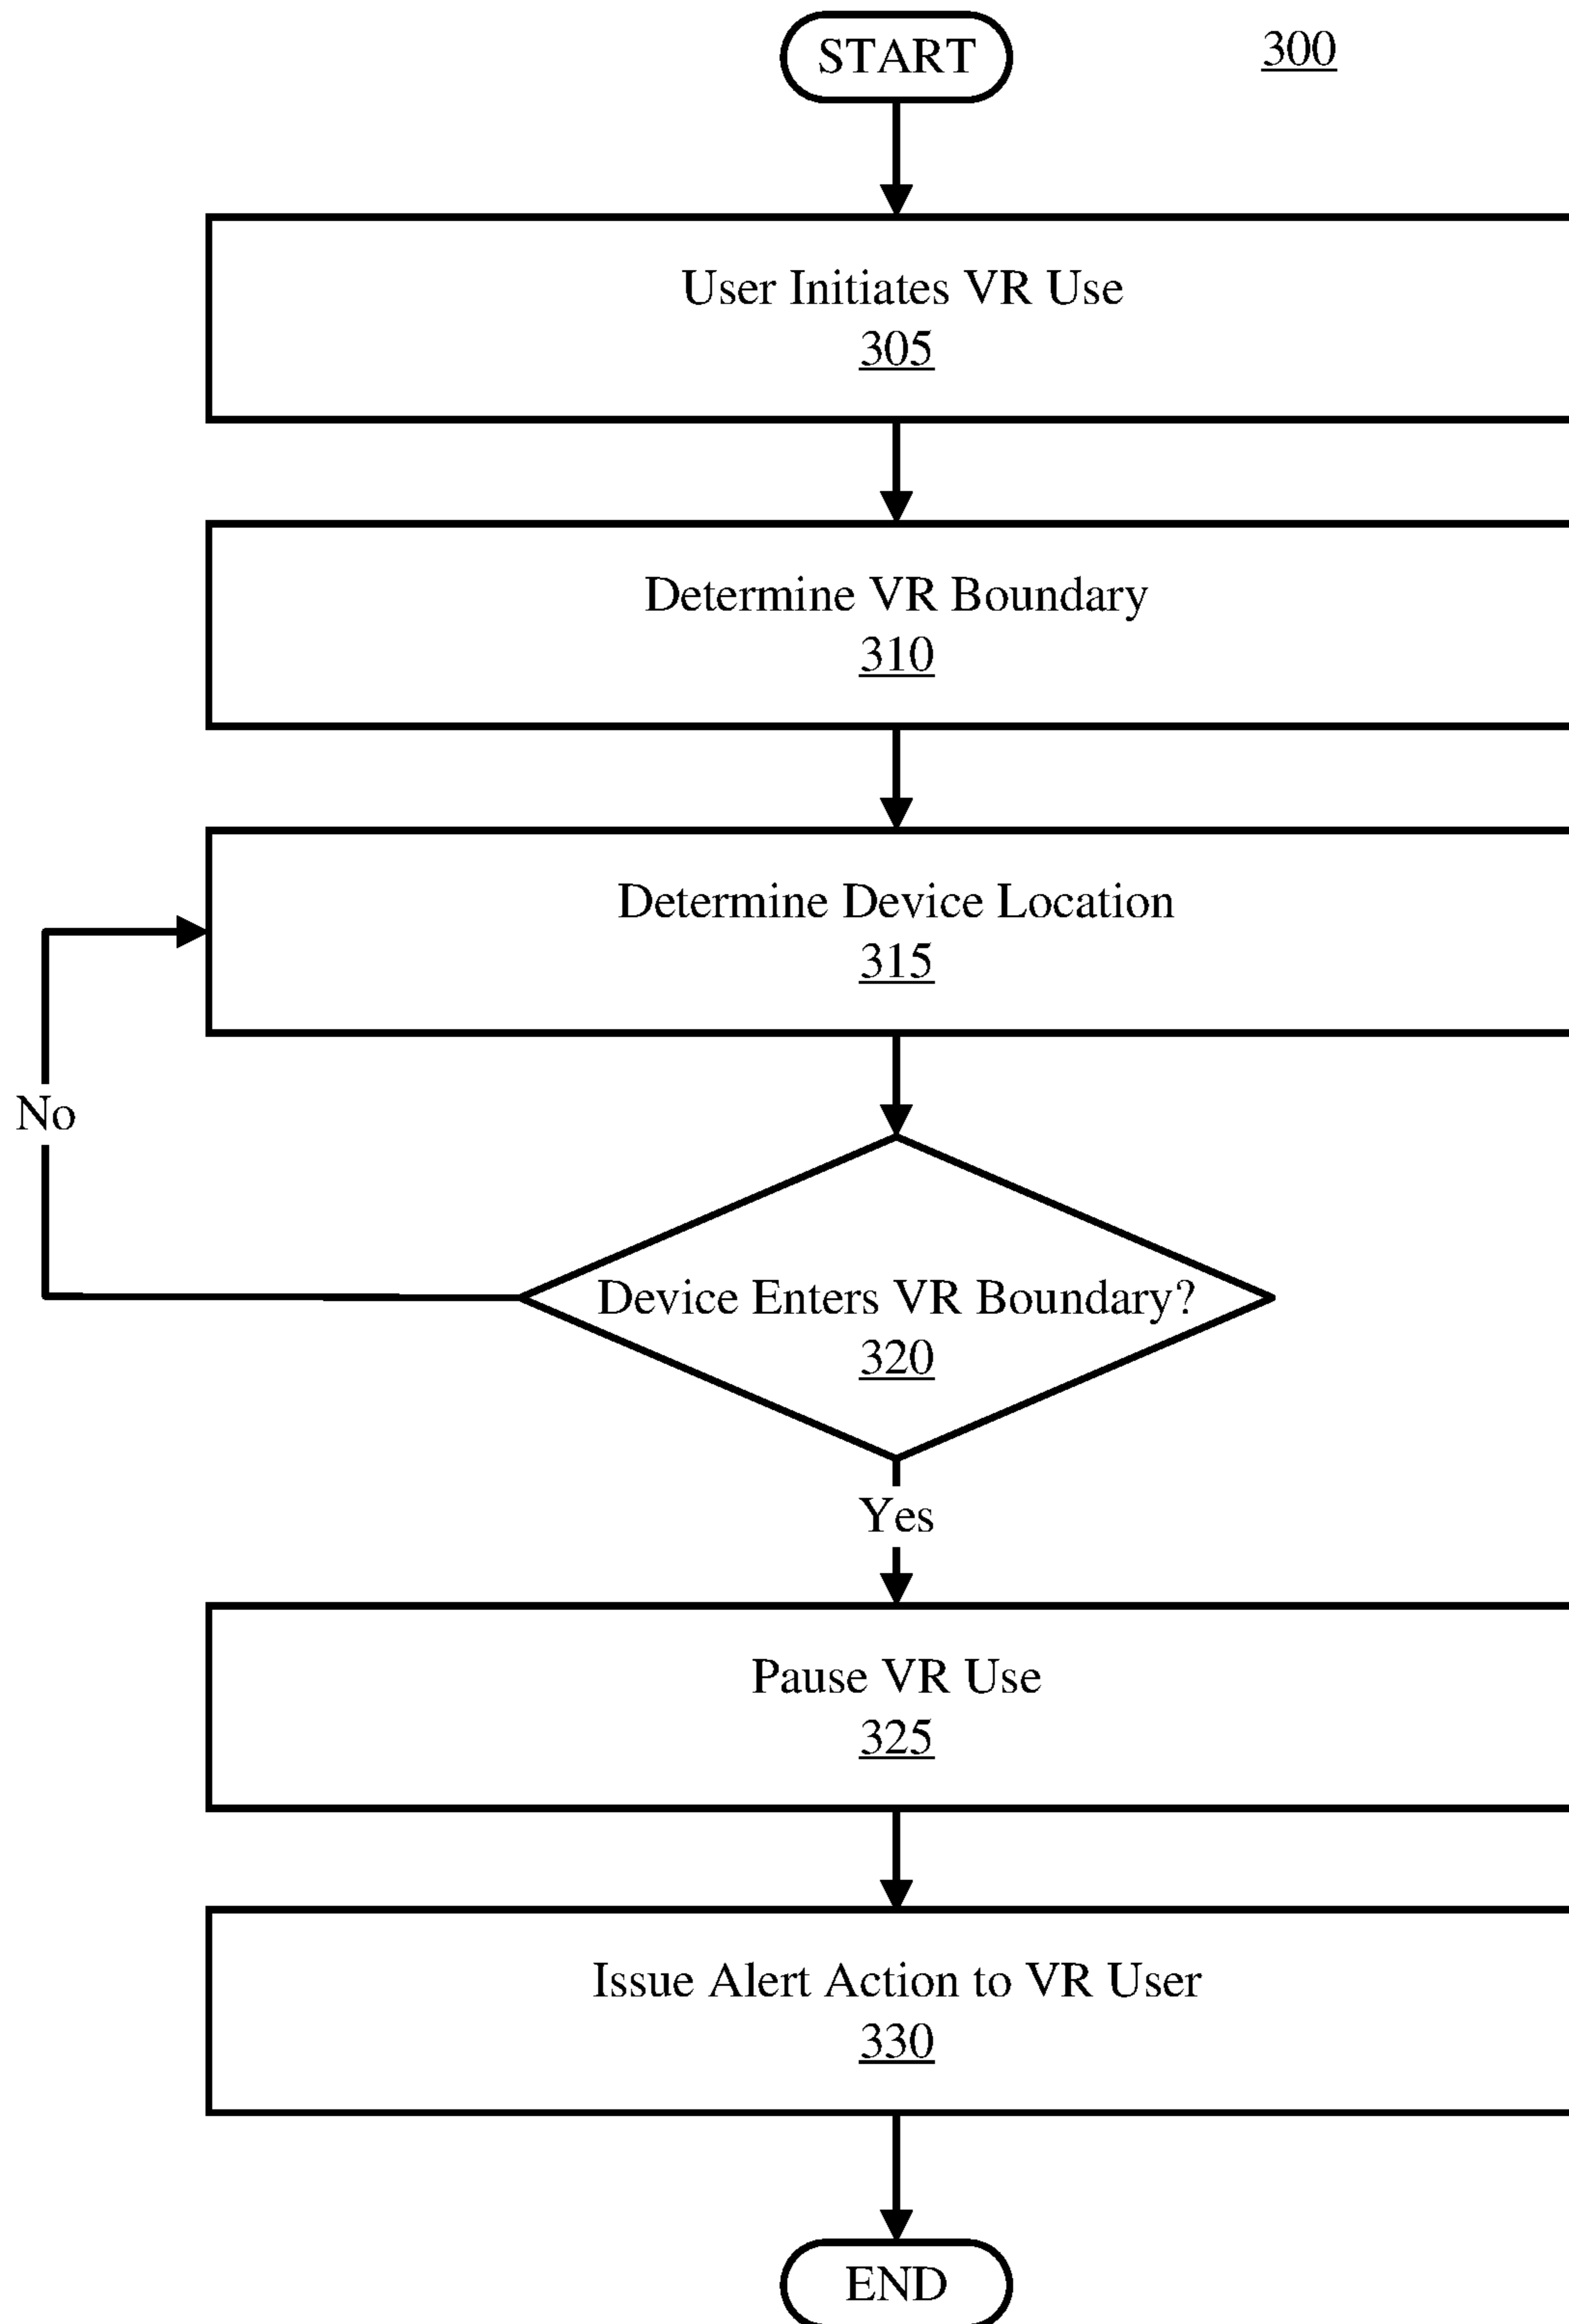 START
300
User Initiates VR Use
305
Determine VR Boundary
310
Determine Device Location
315
No
Device Enters VR Boundary?
320
Yes
Pause VR Use
325
Issue Alert Action to VR User
330
END